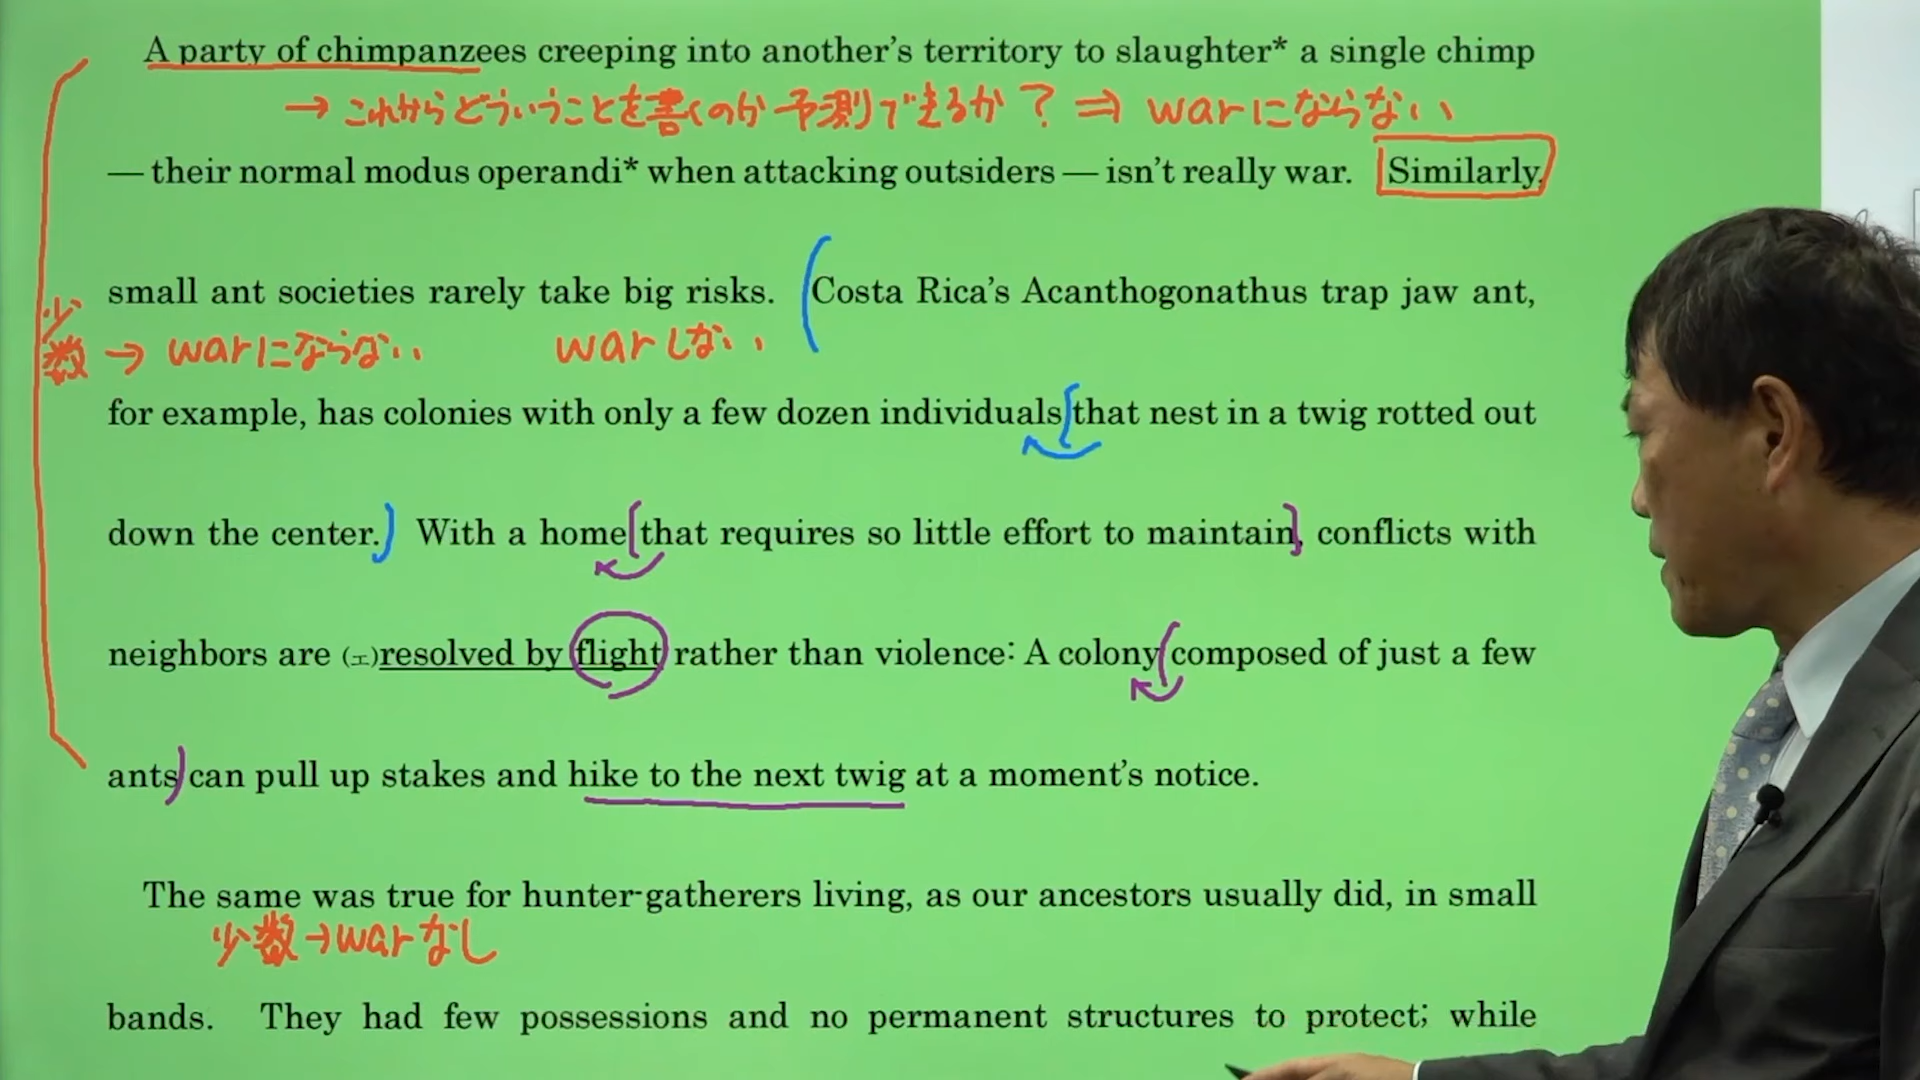 A party of chimpanzees creeping into another's territory to slaughter* a single chimp
→ これからどういうことを書くのか予測できるか？ ⇒ warにならない
— their normal modus operandi* when attacking outsiders — isn't really war. Similarly,
small ant societies rarely take big risks. (Costa Rica's Acanthogonathus trap jaw ant,
少数 → warにならない warしない
for example, has colonies with only a few dozen individuals [that nest in a twig rotted out
down the center.) With a home [that requires so little effort to maintain], conflicts with
neighbors are (エ)resolved by flight rather than violence: A colony (composed of just a few
ants) can pull up stakes and hike to the next twig at a moment's notice.
The same was true for hunter-gatherers living, as our ancestors usually did, in small
少数→warなし
bands. They had few possessions and no permanent structures to protect; while